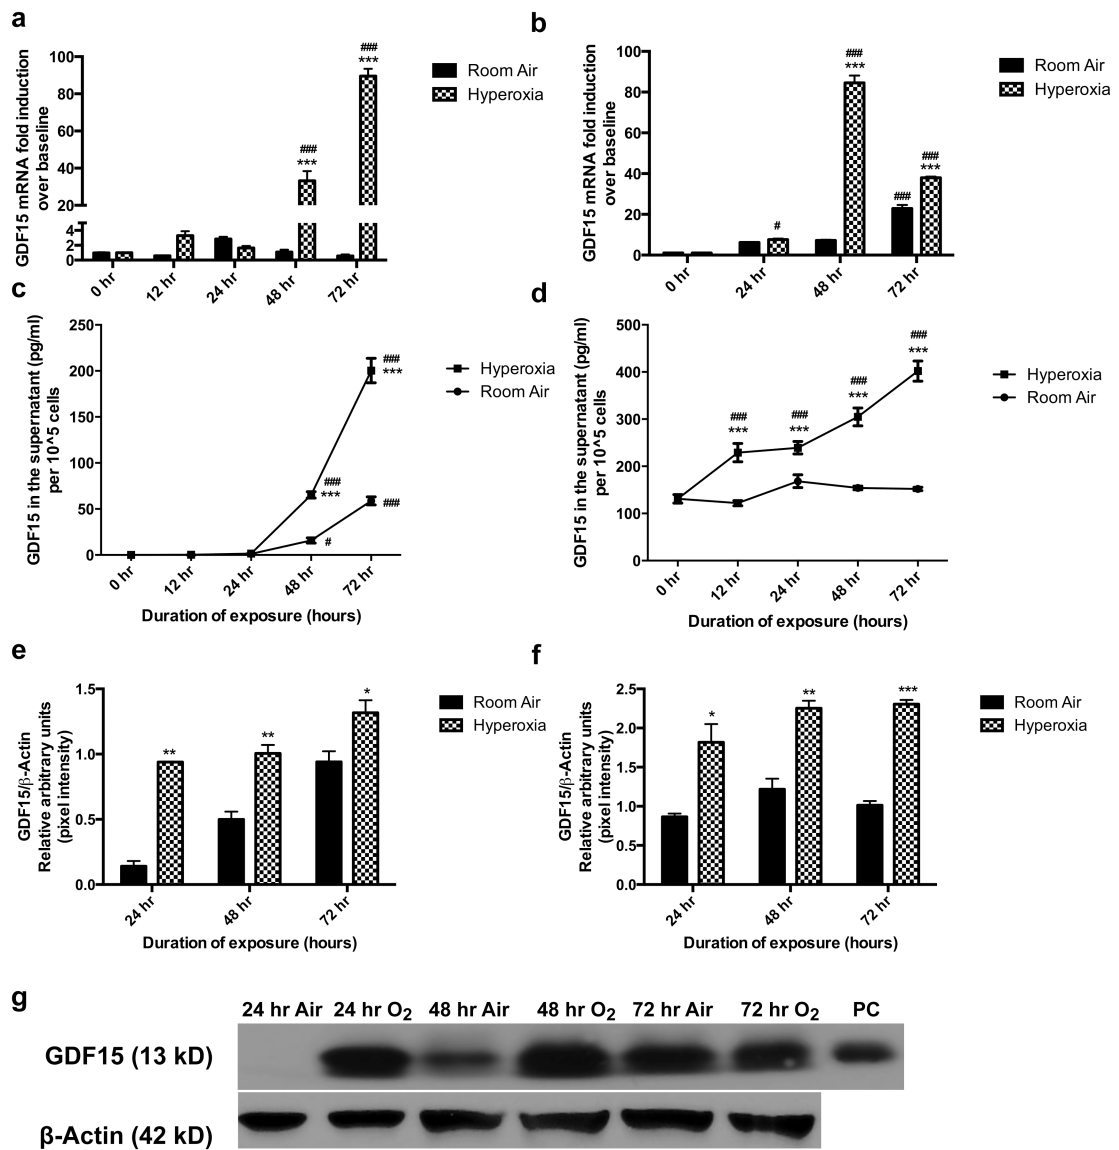 a
GDF15 mRNA fold induction
over baseline
100
80
60
40
20
4
2
0
###
***
###
***
0 hr
12 hr
24 hr
48 hr
72 hr
Room Air
Hyperoxia
b
GDF15 mRNA fold induction
over baseline
100
80
60
40
20
0
#
###
***
###
###
***
0 hr
24 hr
48 hr
72 hr
Room Air
Hyperoxia
c
GDF15 in the supernatant (pg/ml)
per 10^5 cells
250
200
150
100
50
0
###
***
###
***
###
#
0 hr
12 hr
24 hr
48 hr
72 hr
Duration of exposure (hours)
Hyperoxia
Room Air
d
GDF15 in the supernatant (pg/ml)
per 10^5 cells
500
400
300
200
100
0
###
***
###
***
###
***
###
***
0 hr
12 hr
24 hr
48 hr
72 hr
Duration of exposure (hours)
Hyperoxia
Room Air
e
GDF15/β-Actin
Relative arbitrary units
(pixel intensity)
1.5
1.0
0.5
0.0
**
**
*
24 hr
48 hr
72 hr
Duration of exposure (hours)
Room Air
Hyperoxia
f
GDF15/β-Actin
Relative arbitrary units
(pixel intensity)
2.5
2.0
1.5
1.0
0.5
0.0
*
**
***
24 hr
48 hr
72 hr
Duration of exposure (hours)
Room Air
Hyperoxia
g
24 hr Air 24 hr O2 48 hr Air 48 hr O2 72 hr Air 72 hr O2 PC
GDF15 (13 kD)
β-Actin (42 kD)